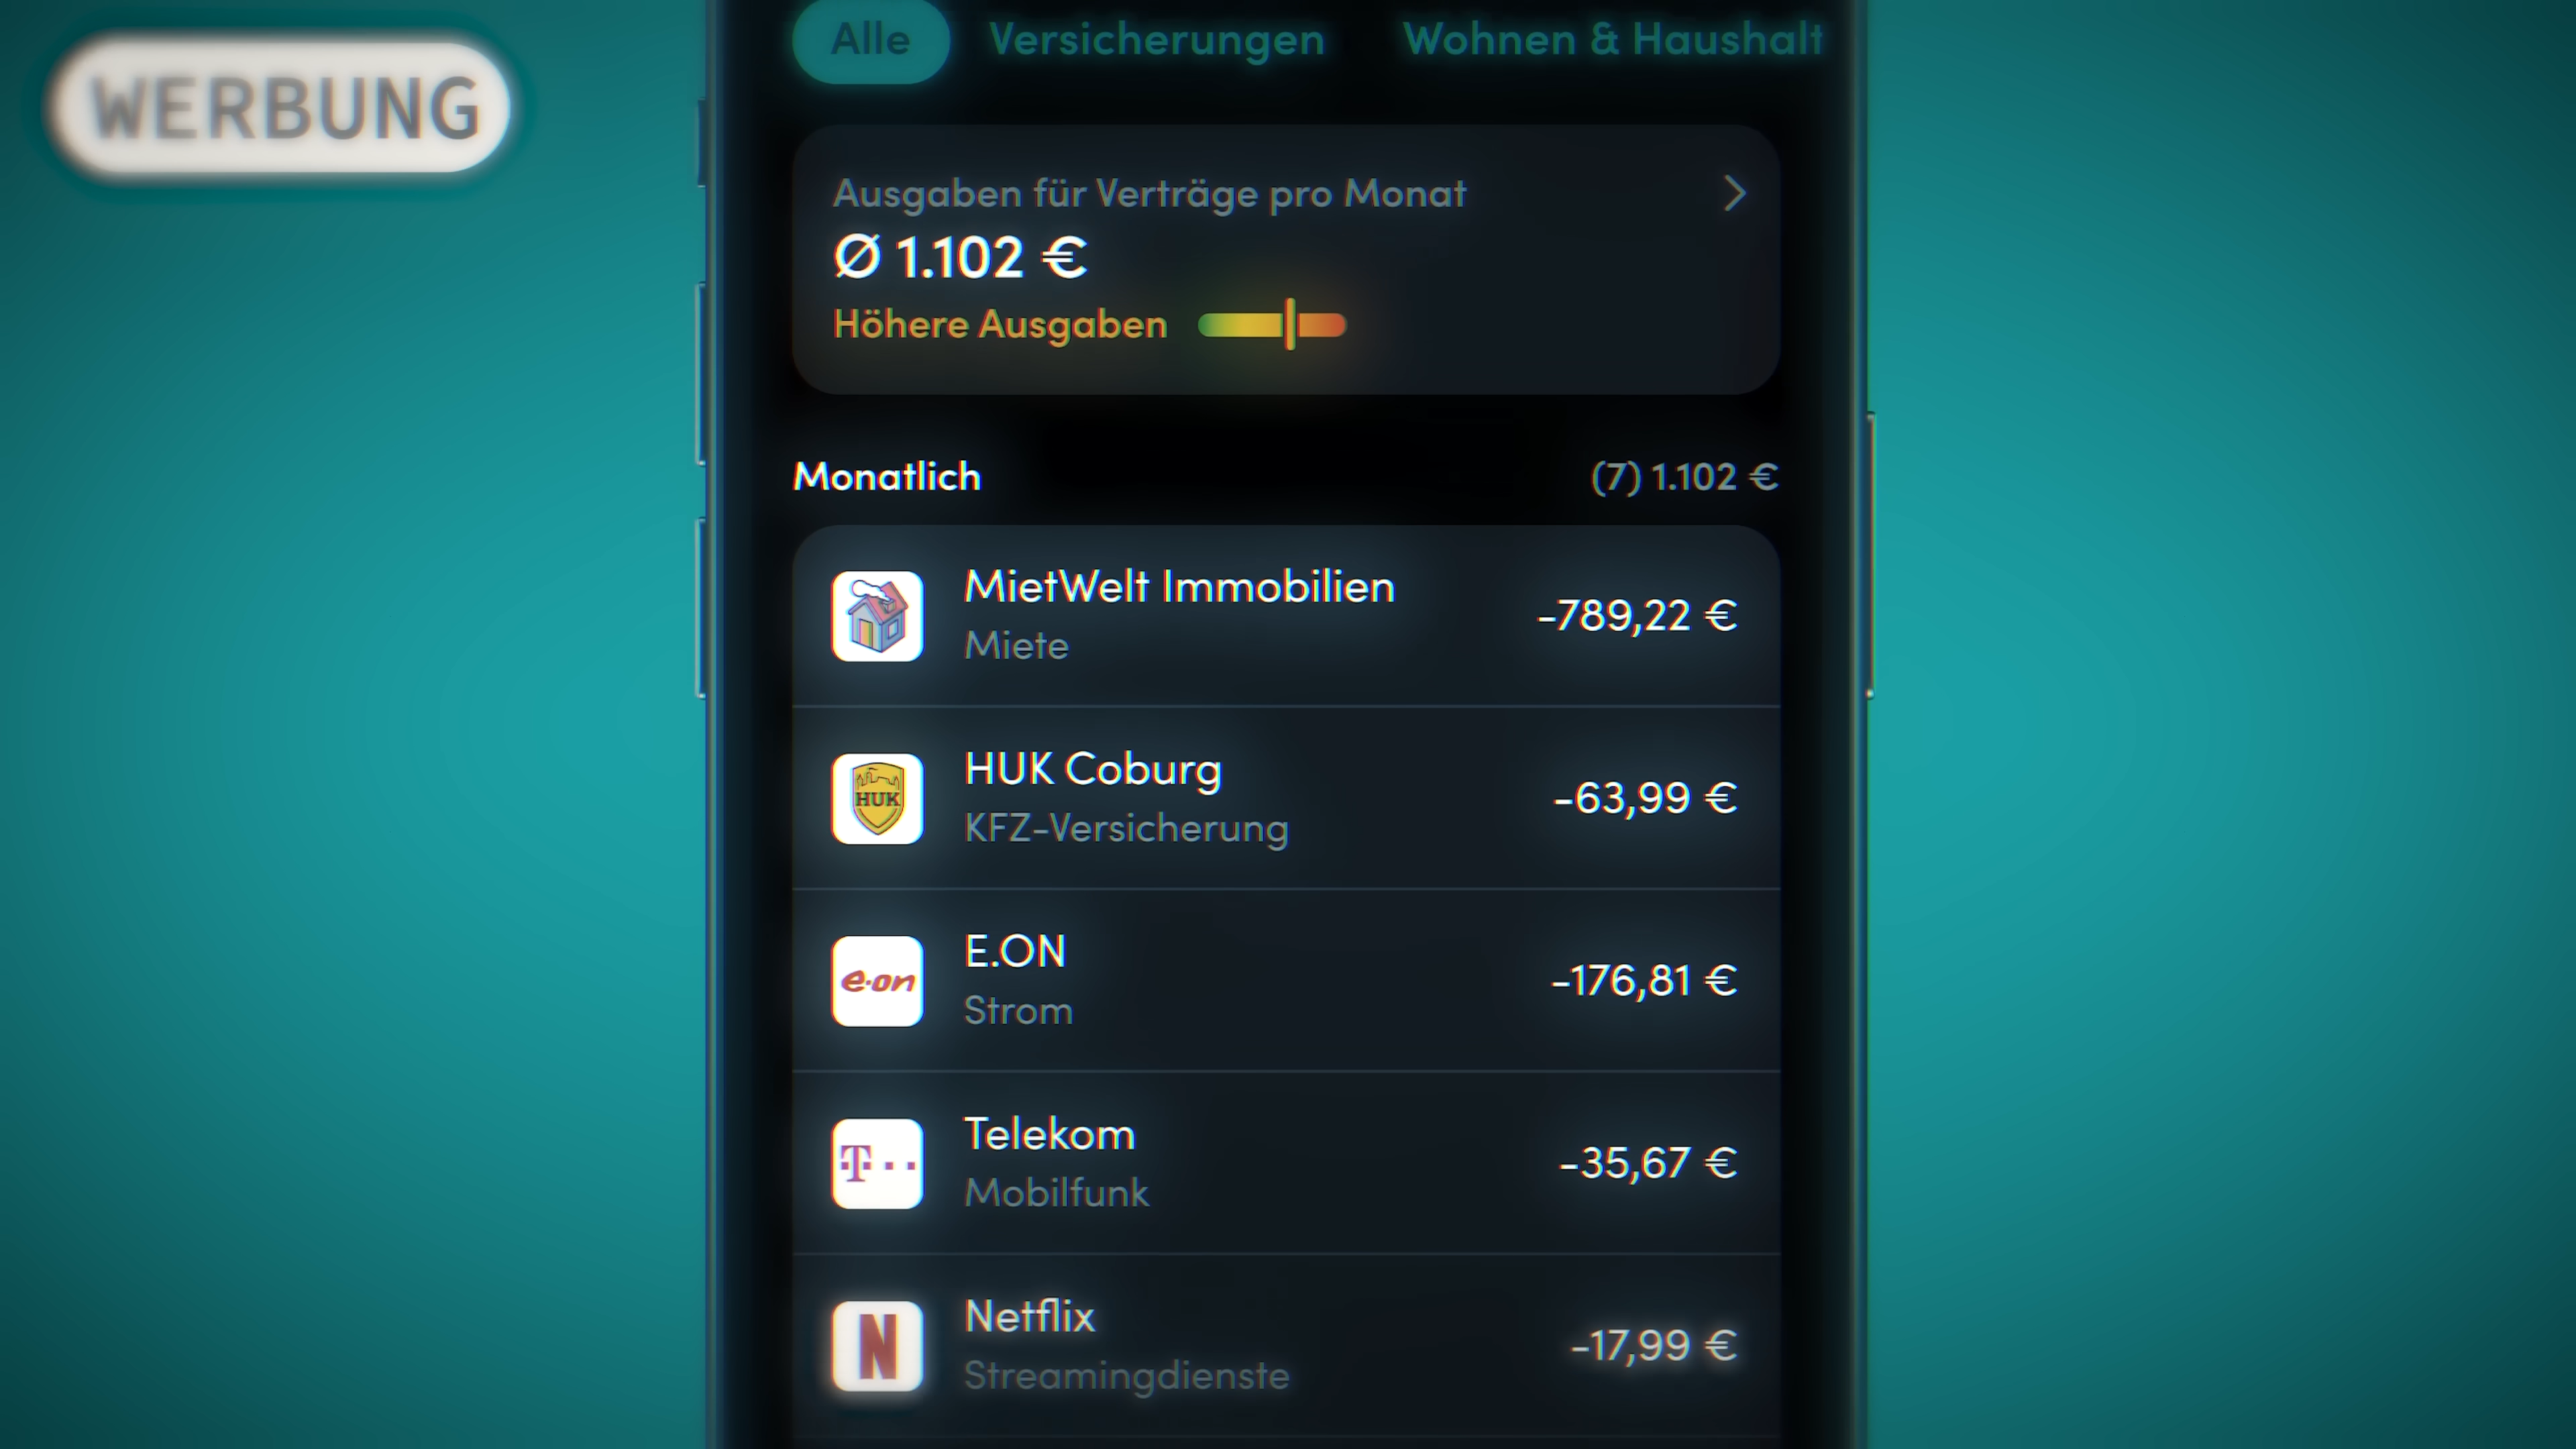 WERBUNG
Alle
Versicherungen
Wohnen & Haushalt
Ausgaben für Verträge pro Monat
Ø 1.102 €
Höhere Ausgaben
Monatlich
(7) 1.102 €
MietWelt Immobilien
-789,22 €
Miete
HUK
HUK Coburg
-63,99 €
KFZ-Versicherung
e·on
E.ON
-176,81 €
Strom
T··
Telekom
-35,67 €
Mobilfunk
N
Netflix
-17,99 €
Streamingdienste